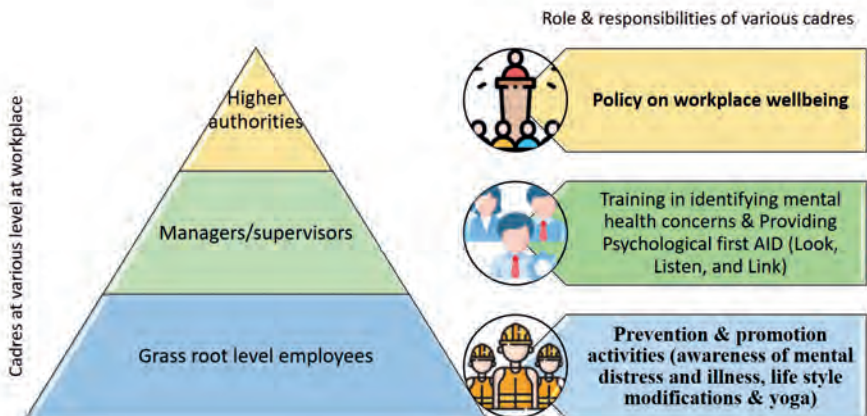 Role & responsibilities of various cadres
Cadres at various level at workplace
Higher
authorities
Policy on workplace wellbeing
Managers/supervisors
Training in identifying mental
health concerns & Providing
Psychological first AID (Look,
Listen, and Link)
Grass root level employees
Prevention & promotion
activities (awareness of mental
distress and illness, life style
modifications & yoga)